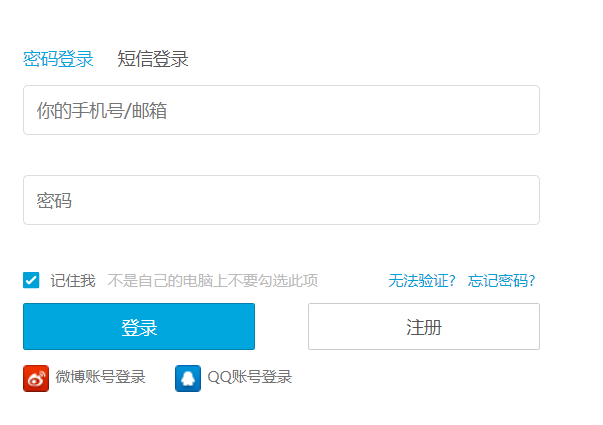 密码登录 短信登录
你的手机号/邮箱
密码
记住我 不是自己的电脑上不要勾选此项 无法验证? 忘记密码?
登录 注册
微博账号登录 QQ账号登录